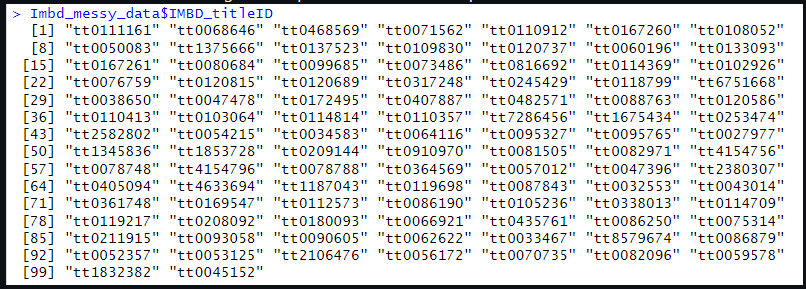 > Imbd_messy_data$IMBD_titleID
[1] "tt0111161" "tt0068646" "tt0468569" "tt0071562" "tt0110912" "tt0167260" "tt0108052"
[8] "tt0050083" "tt1375666" "tt0137523" "tt0109830" "tt0120737" "tt0060196" "tt0133093"
[15] "tt0167261" "tt0080684" "tt0099685" "tt0073486" "tt0816692" "tt0114369" "tt0102926"
[22] "tt0076759" "tt0120815" "tt0120689" "tt0317248" "tt0245429" "tt0118799" "tt6751668"
[29] "tt0038650" "tt0047478" "tt0172495" "tt0407887" "tt0482571" "tt0088763" "tt0120586"
[36] "tt0110413" "tt0103064" "tt0114814" "tt0110357" "tt7286456" "tt1675434" "tt0253474"
[43] "tt2582802" "tt0054215" "tt0034583" "tt0064116" "tt0095327" "tt0095765" "tt0027977"
[50] "tt1345836" "tt1853728" "tt0209144" "tt0910970" "tt0081505" "tt0082971" "tt4154756"
[57] "tt0078748" "tt4154796" "tt0078788" "tt0364569" "tt0057012" "tt0047396" "tt2380307"
[64] "tt0405094" "tt4633694" "tt1187043" "tt0119698" "tt0087843" "tt0032553" "tt0043014"
[71] "tt0361748" "tt0169547" "tt0112573" "tt0086190" "tt0105236" "tt0338013" "tt0114709"
[78] "tt0119217" "tt0208092" "tt0180093" "tt0066921" "tt0435761" "tt0086250" "tt0075314"
[85] "tt0211915" "tt0093058" "tt0090605" "tt0062622" "tt0033467" "tt8579674" "tt0086879"
[92] "tt0052357" "tt0053125" "tt2106476" "tt0056172" "tt0070735" "tt0082096" "tt0059578"
[99] "tt1832382" "tt0045152"